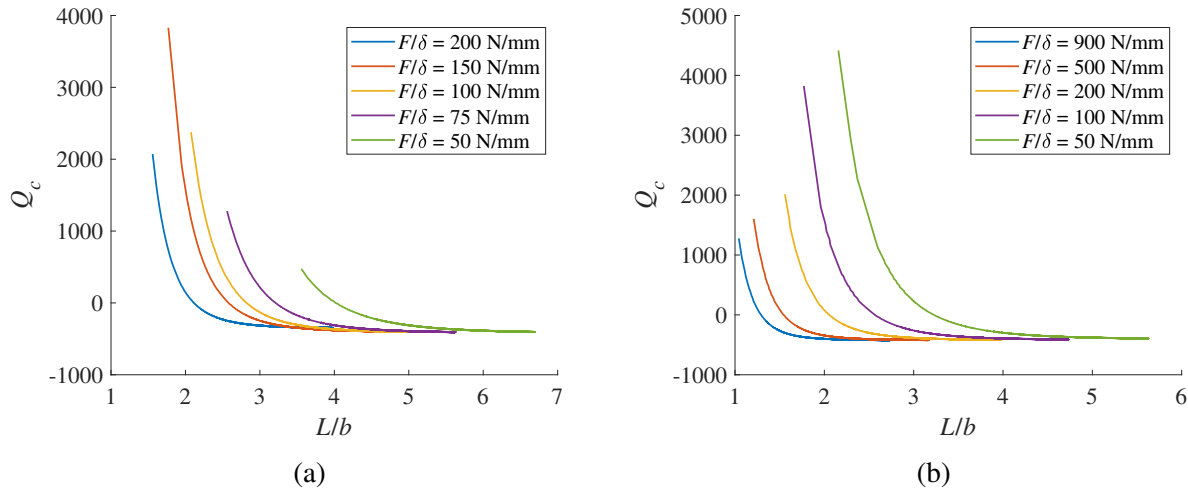 4000
3000
2000
1000
0
-1000
Q_c
1 2 3 4 5 6 7
L/b
F/δ = 200 N/mm
F/δ = 150 N/mm
F/δ = 100 N/mm
F/δ = 75 N/mm
F/δ = 50 N/mm
(a)
5000
4000
3000
2000
1000
0
-1000
Q_c
1 2 3 4 5 6
L/b
F/δ = 900 N/mm
F/δ = 500 N/mm
F/δ = 200 N/mm
F/δ = 100 N/mm
F/δ = 50 N/mm
(b)